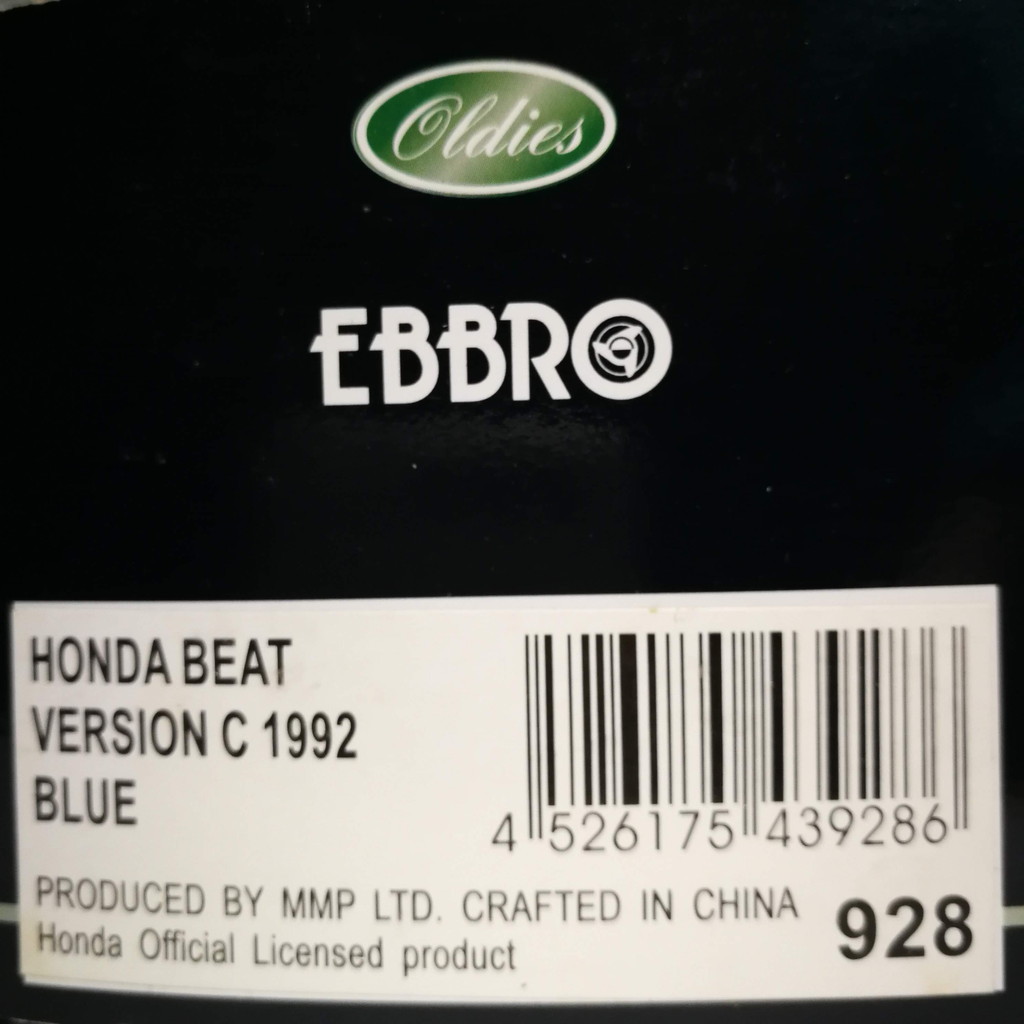 Oldies
EBBRO
HONDA BEAT
VERSION C 1992
BLUE
4 526175 439286
PRODUCED BY MMP LTD. CRAFTED IN CHINA
Honda Official Licensed product
928